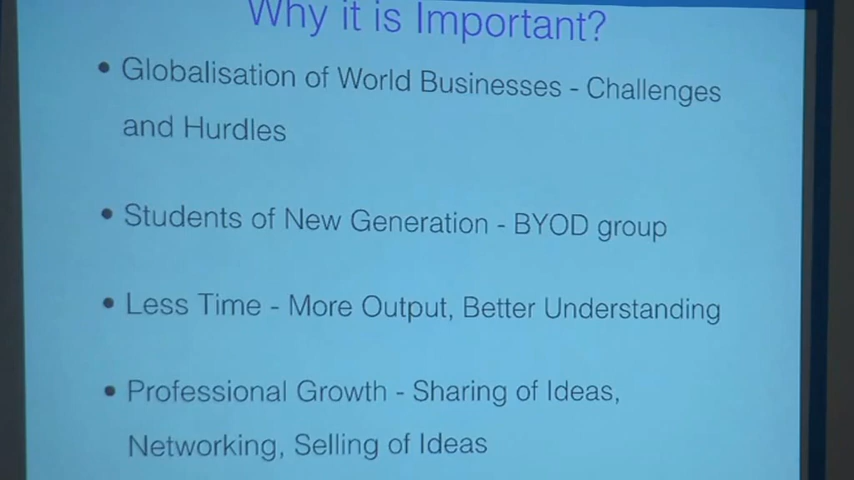 Why it is Important?
• Globalisation of World Businesses - Challenges
and Hurdles
• Students of New Generation - BYOD group
• Less Time - More Output, Better Understanding
• Professional Growth - Sharing of Ideas,
Networking, Selling of Ideas